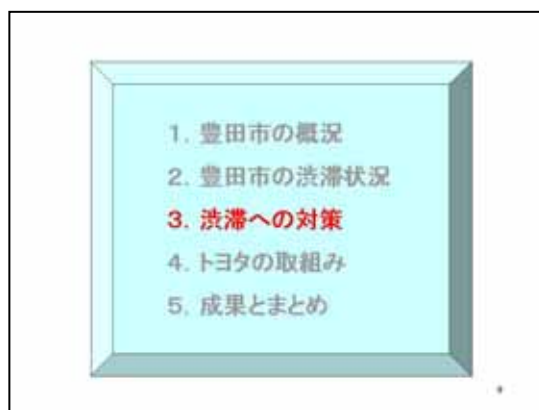 1. 豊田市の概況
2. 豊田市の渋滞状況
3. 渋滞への対策
4. トヨタの取組み
5. 成果とまとめ